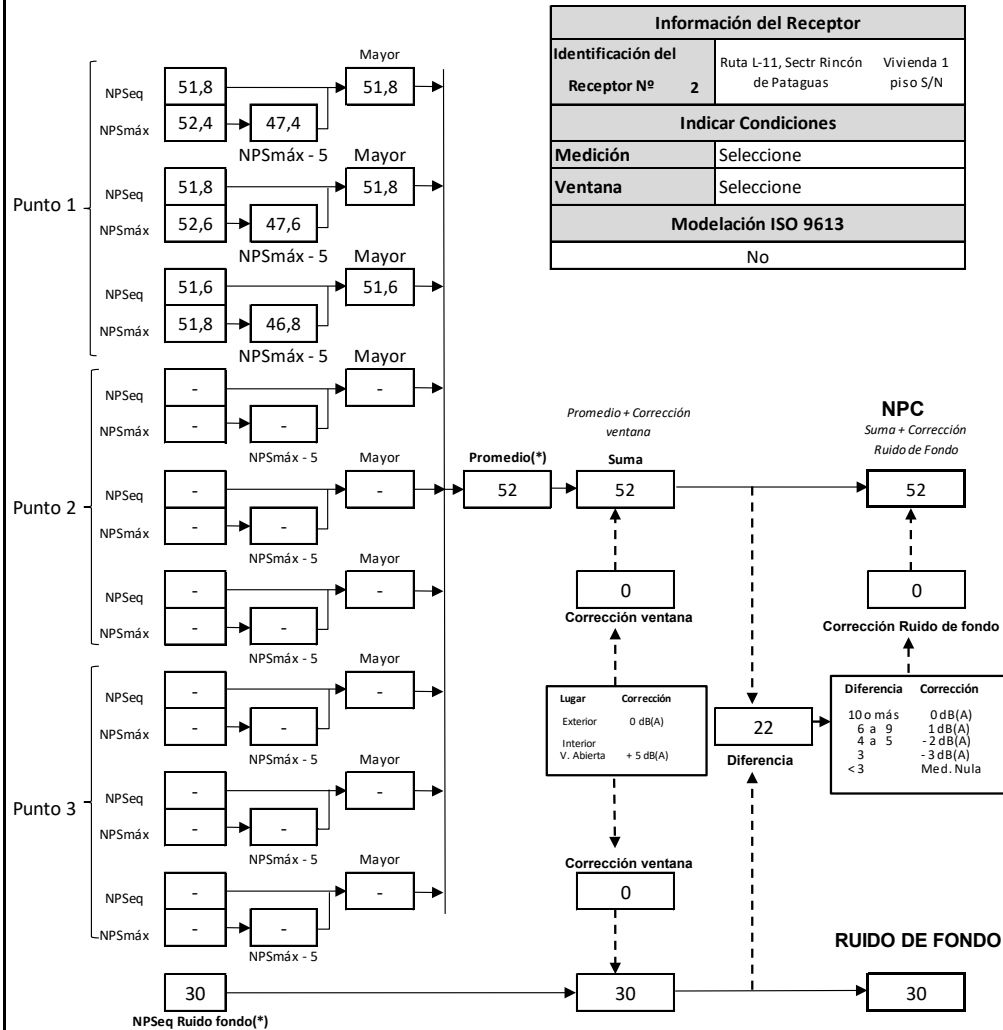 Información del Receptor
Identificación del
Receptor Nº 2
Ruta L-11, Sectr Rincón
de Pataguas
Vivienda 1
piso S/N
Indicar Condiciones
Medición Seleccione
Ventana Seleccione
Modelación ISO 9613
No
Punto 1
Mayor
NPSeq 51,8 51,8
NPSmáx 52,4 47,4
NPSmáx - 5 Mayor
NPSeq 51,8 51,8
NPSmáx 52,6 47,6
NPSmáx - 5 Mayor
NPSeq 51,6 51,6
NPSmáx 51,8 46,8
NPSmáx - 5 Mayor
Punto 2
NPSeq - -
NPSmáx - -
NPSmáx - 5 Mayor
NPSeq - -
NPSmáx - -
NPSmáx - 5 Mayor
NPSeq - -
NPSmáx - -
NPSmáx - 5 Mayor
Punto 3
NPSeq - -
NPSmáx - -
NPSmáx - 5 Mayor
NPSeq - -
NPSmáx - -
NPSmáx - 5 Mayor
NPSeq - -
NPSmáx - -
NPSmáx - 5
Promedio(*)
52
Promedio + Corrección
ventana
Suma
52
0
Corrección ventana
Lugar Corrección
Exterior 0 dB(A)
Interior
V. Abierta + 5 dB(A)
Corrección ventana
0
22
Diferencia
NPC
Suma + Corrección
Ruido de Fondo
52
0
Corrección Ruido de fondo
Diferencia Corrección
10 o más 0 dB(A)
6 a 9 1 dB(A)
4 a 5 - 2 dB(A)
3 - 3 dB(A)
< 3 Med. Nula
RUIDO DE FONDO
30 30 30
NPSeq Ruido fondo(*)